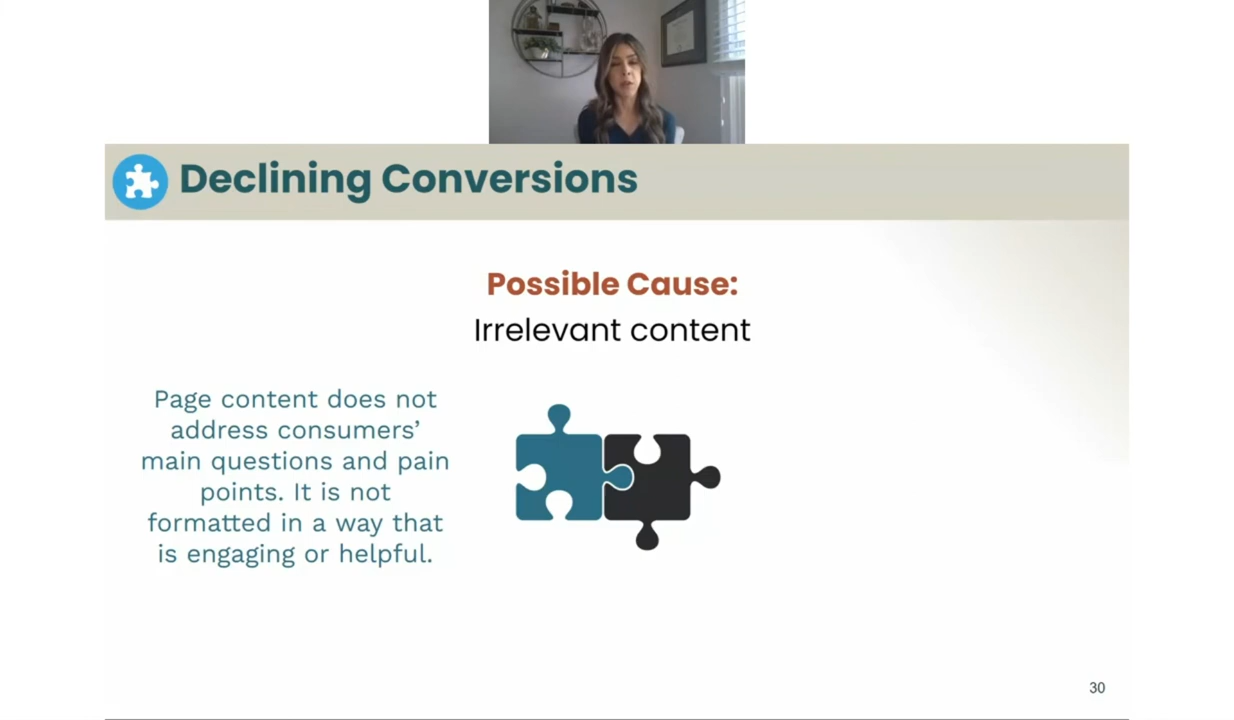 Declining Conversions
Possible Cause:
Irrelevant content
Page content does not
address consumers’
main questions and pain
points. It is not
formatted in a way that
is engaging or helpful.
30